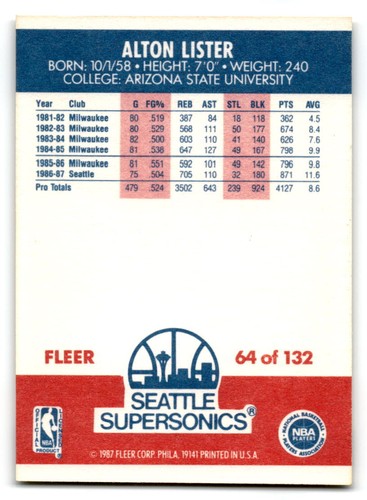 ALTON LISTER
BORN: 10/1/58 • HEIGHT: 7'0" • WEIGHT: 240
COLLEGE: ARIZONA STATE UNIVERSITY
Year Club G FG% REB AST STL BLK PTS AVG
1981-82 Milwaukee 80 .519 387 84 18 118 362 4.5
1982-83 Milwaukee 80 .529 568 111 50 177 674 8.4
1983-84 Milwaukee 82 .500 603 110 41 140 626 7.6
1984-85 Milwaukee 81 .538 647 127 49 167 798 9.9
1985-86 Milwaukee 81 .551 592 101 49 142 796 9.8
1986-87 Seattle 75 .504 705 110 32 180 871 11.6
Pro Totals 479 .524 3502 643 239 924 4127 8.6
FLEER
64 of 132
SEATTLE
SUPERSONICS®
OFFICIAL NBA PRODUCT LICENSED
NATIONAL BASKETBALL
NBA
PLAYERS
PLAYERS ASSOCIATION
© 1987 FLEER CORP. PHILA. 19141 PRINTED IN U.S.A.